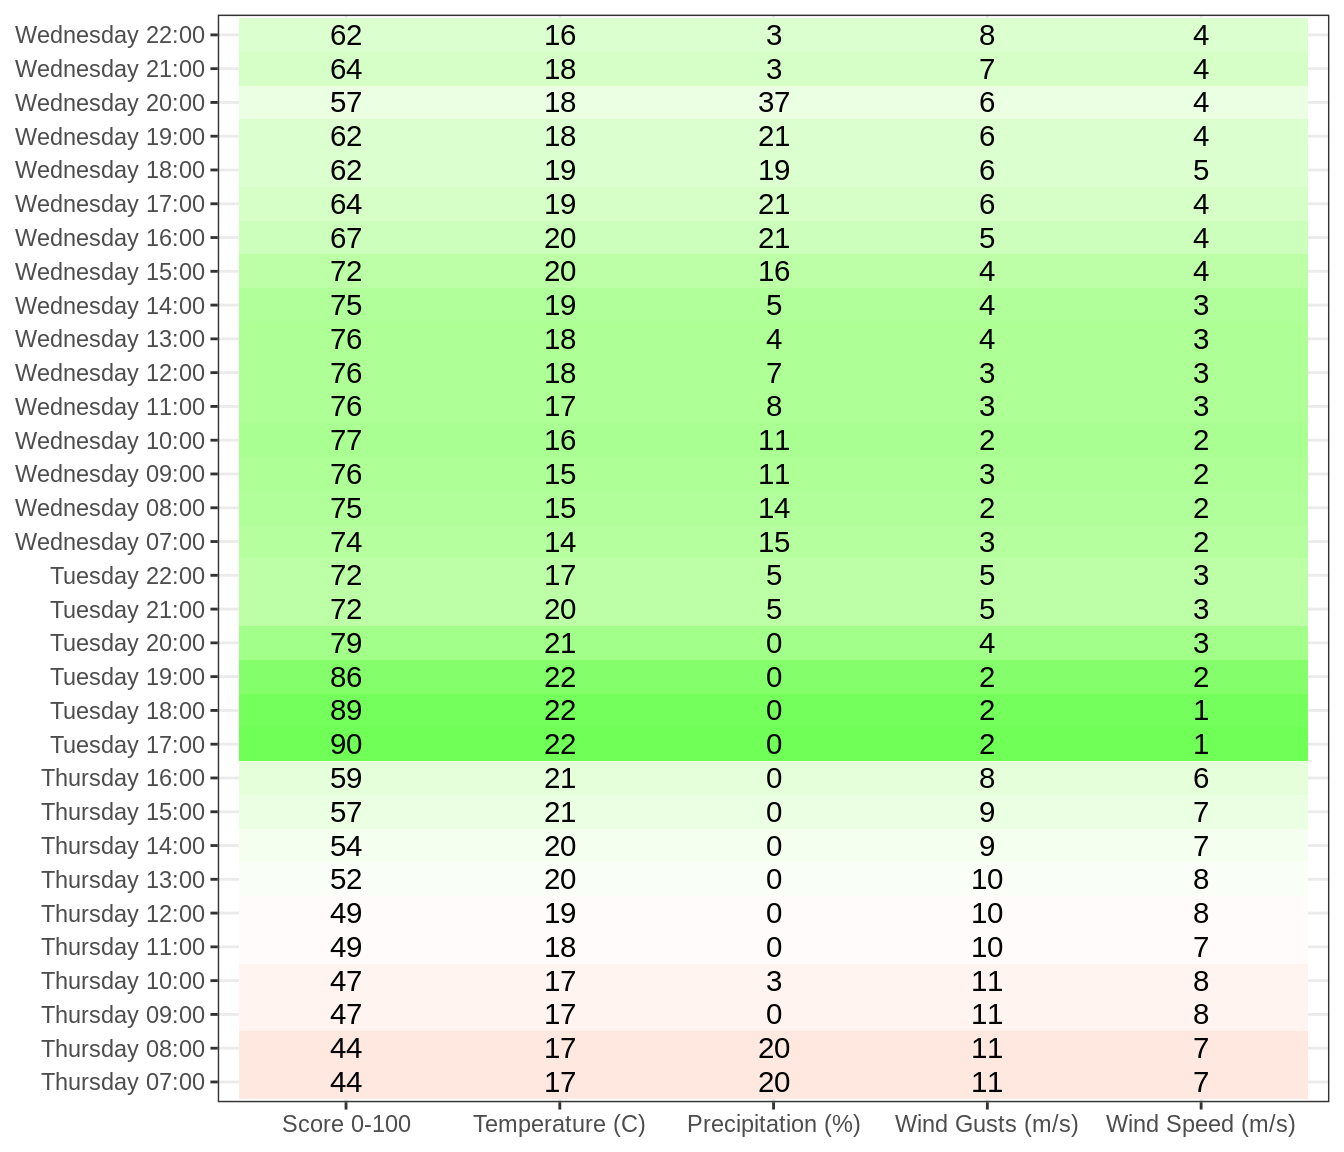 Wednesday 22:00 62 16 3 8 4
Wednesday 21:00 64 18 3 7 4
Wednesday 20:00 57 18 37 6 4
Wednesday 19:00 62 18 21 6 4
Wednesday 18:00 62 19 19 6 5
Wednesday 17:00 64 19 21 6 4
Wednesday 16:00 67 20 21 5 4
Wednesday 15:00 72 20 16 4 4
Wednesday 14:00 75 19 5 4 3
Wednesday 13:00 76 18 4 4 3
Wednesday 12:00 76 18 7 3 3
Wednesday 11:00 76 17 8 3 3
Wednesday 10:00 77 16 11 2 2
Wednesday 09:00 76 15 11 3 2
Wednesday 08:00 75 15 14 2 2
Wednesday 07:00 74 14 15 3 2
Tuesday 22:00 72 17 5 5 3
Tuesday 21:00 72 20 5 5 3
Tuesday 20:00 79 21 0 4 3
Tuesday 19:00 86 22 0 2 2
Tuesday 18:00 89 22 0 2 1
Tuesday 17:00 90 22 0 2 1
Thursday 16:00 59 21 0 8 6
Thursday 15:00 57 21 0 9 7
Thursday 14:00 54 20 0 9 7
Thursday 13:00 52 20 0 10 8
Thursday 12:00 49 19 0 10 8
Thursday 11:00 49 18 0 10 7
Thursday 10:00 47 17 3 11 8
Thursday 09:00 47 17 0 11 8
Thursday 08:00 44 17 20 11 7
Thursday 07:00 44 17 20 11 7
Score 0-100 Temperature (C) Precipitation (%) Wind Gusts (m/s) Wind Speed (m/s)